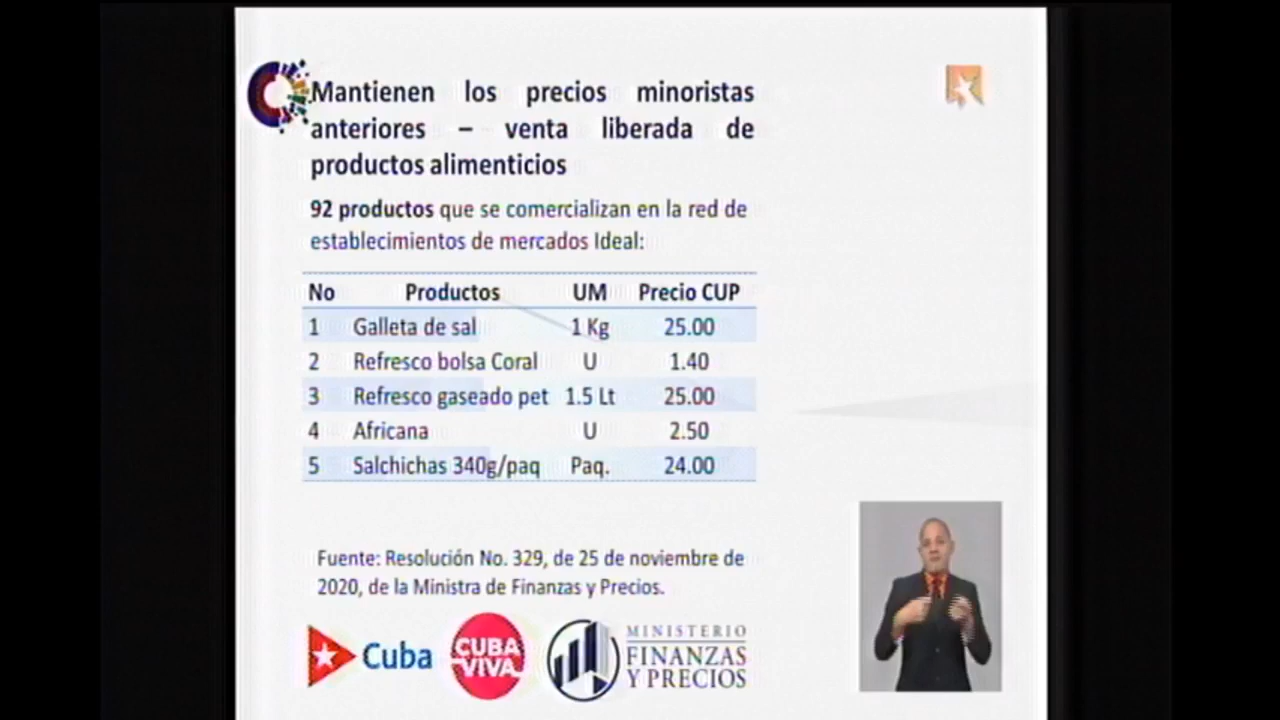 Mantienen los precios minoristas
anteriores – venta liberada de
productos alimenticios
92 productos que se comercializan en la red de
establecimientos de mercados Ideal:
No Productos UM Precio CUP
1 Galleta de sal 1 Kg 25.00
2 Refresco bolsa Coral U 1.40
3 Refresco gaseado pet 1.5 Lt 25.00
4 Africana U 2.50
5 Salchichas 340g/paq Paq. 24.00
Fuente: Resolución No. 329, de 25 de noviembre de
2020, de la Ministra de Finanzas y Precios.
Cuba
CUBA
VIVA
MINISTERIO
FINANZAS
Y PRECIOS